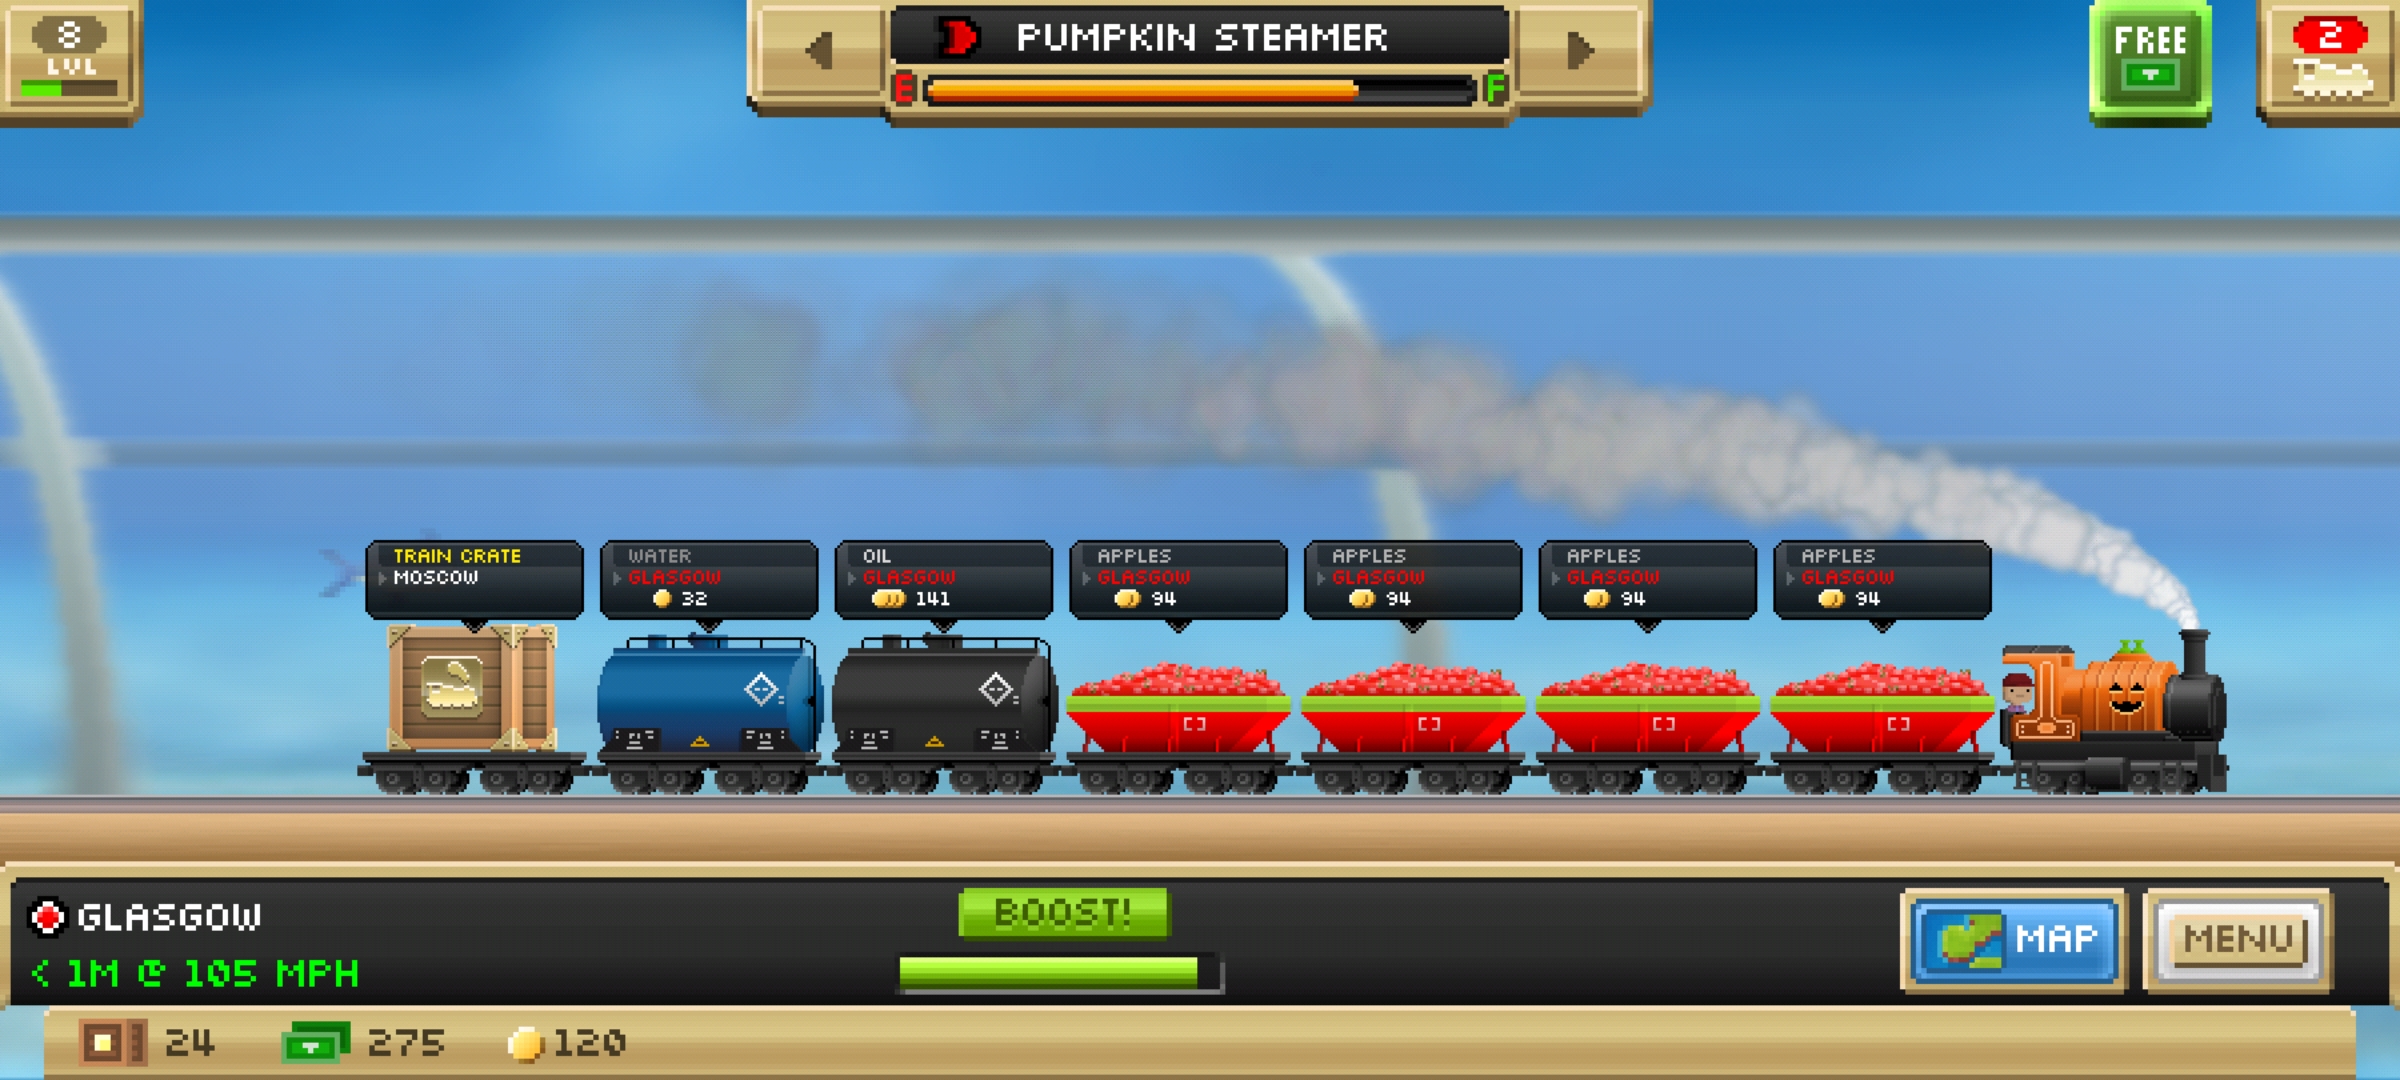 8
LVL
PUMPKIN STEAMER
E
F
FREE
2
TRAIN CRATE
MOSCOW
WATER
GLASGOW
32
OIL
GLASGOW
141
APPLES
GLASGOW
94
APPLES
GLASGOW
94
APPLES
GLASGOW
94
APPLES
GLASGOW
94
GLASGOW
< 1M @ 105 MPH
BOOST!
MAP
MENU
24
275
120